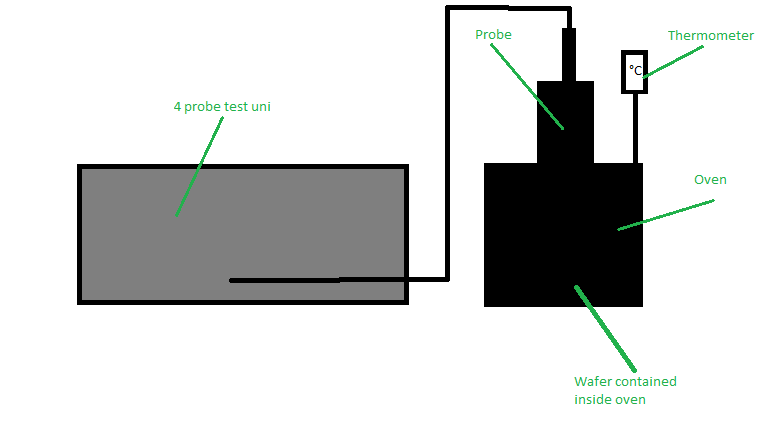 Probe
Thermometer
°C
4 probe test uni
Oven
Wafer contained
inside oven